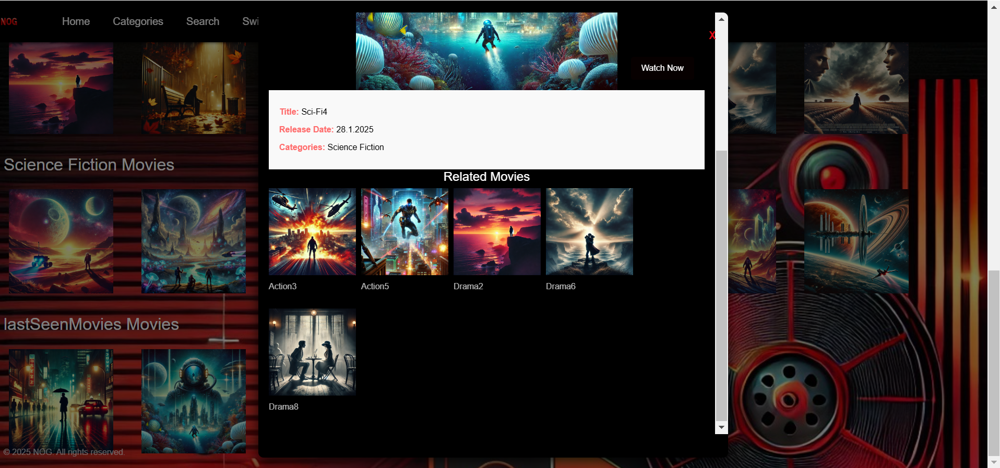 NOG
Home
Categories
Search
Swi
X
Watch Now
Title: Sci-Fi4
Release Date: 28.1.2025
Categories: Science Fiction
Related Movies
Action3
Action5
Drama2
Drama6
Drama8
Science Fiction Movies
lastSeenMovies Movies
© 2025 NOG. All rights reserved.